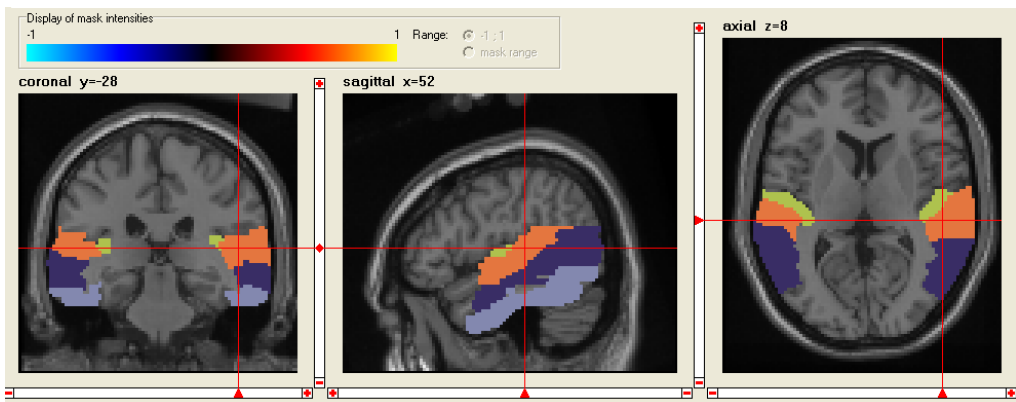 Display of mask intensities
-1 1 Range: -1 ; 1
mask range
axial z=8
coronal y=-28 sagittal x=52